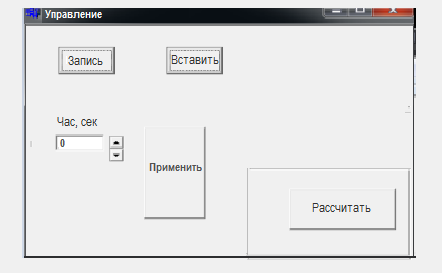 Управление
Запись
Вставить
Час, сек
0
Применить
Рассчитать